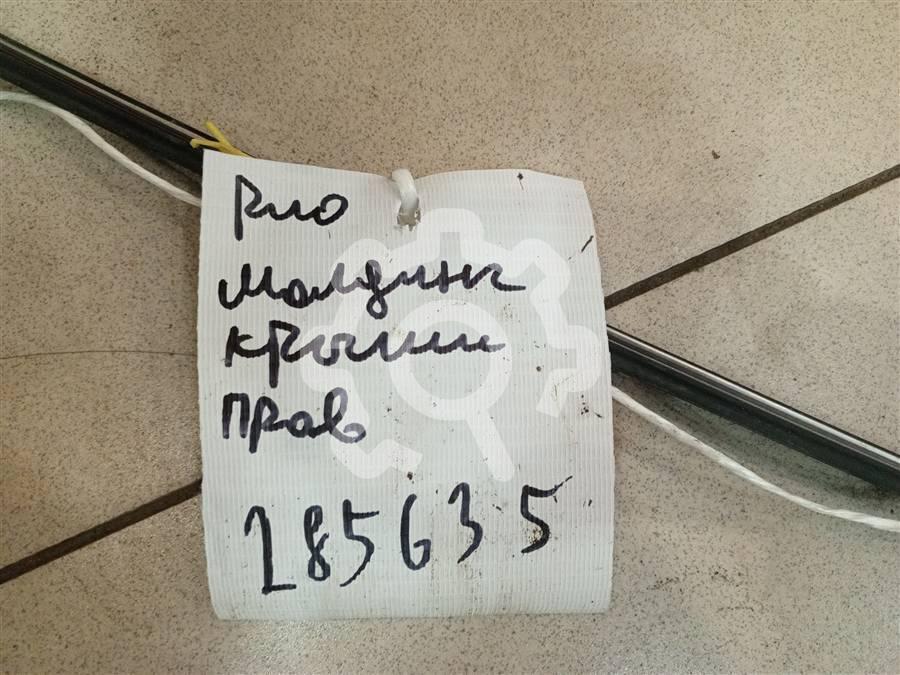 Рио
Молдинг
крыши
прав
285635